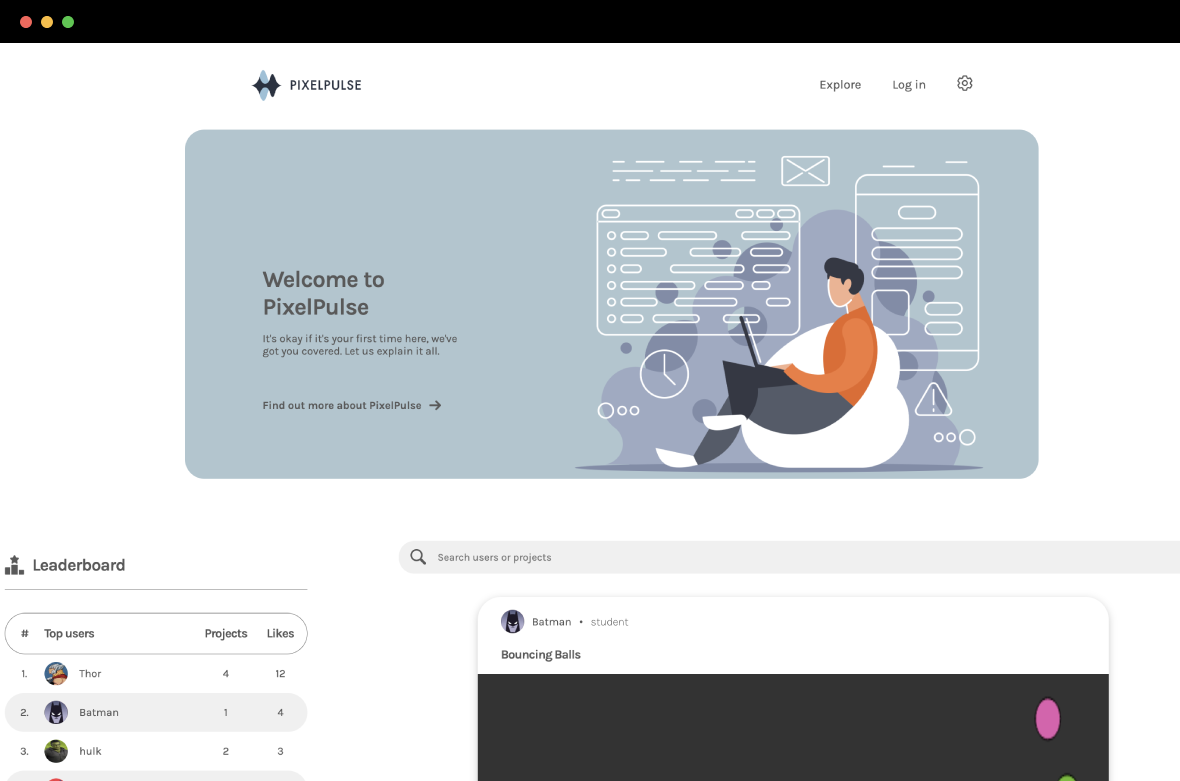 PIXELPULSE
Explore Log in
Welcome to
PixelPulse
It's okay if it's your first time here, we've
got you covered. Let us explain it all.
Find out more about PixelPulse →
Leaderboard
# Top users Projects Likes
1. Thor 4 12
2. Batman 1 4
3. hulk 2 3
Search users or projects
Batman • student
Bouncing Balls